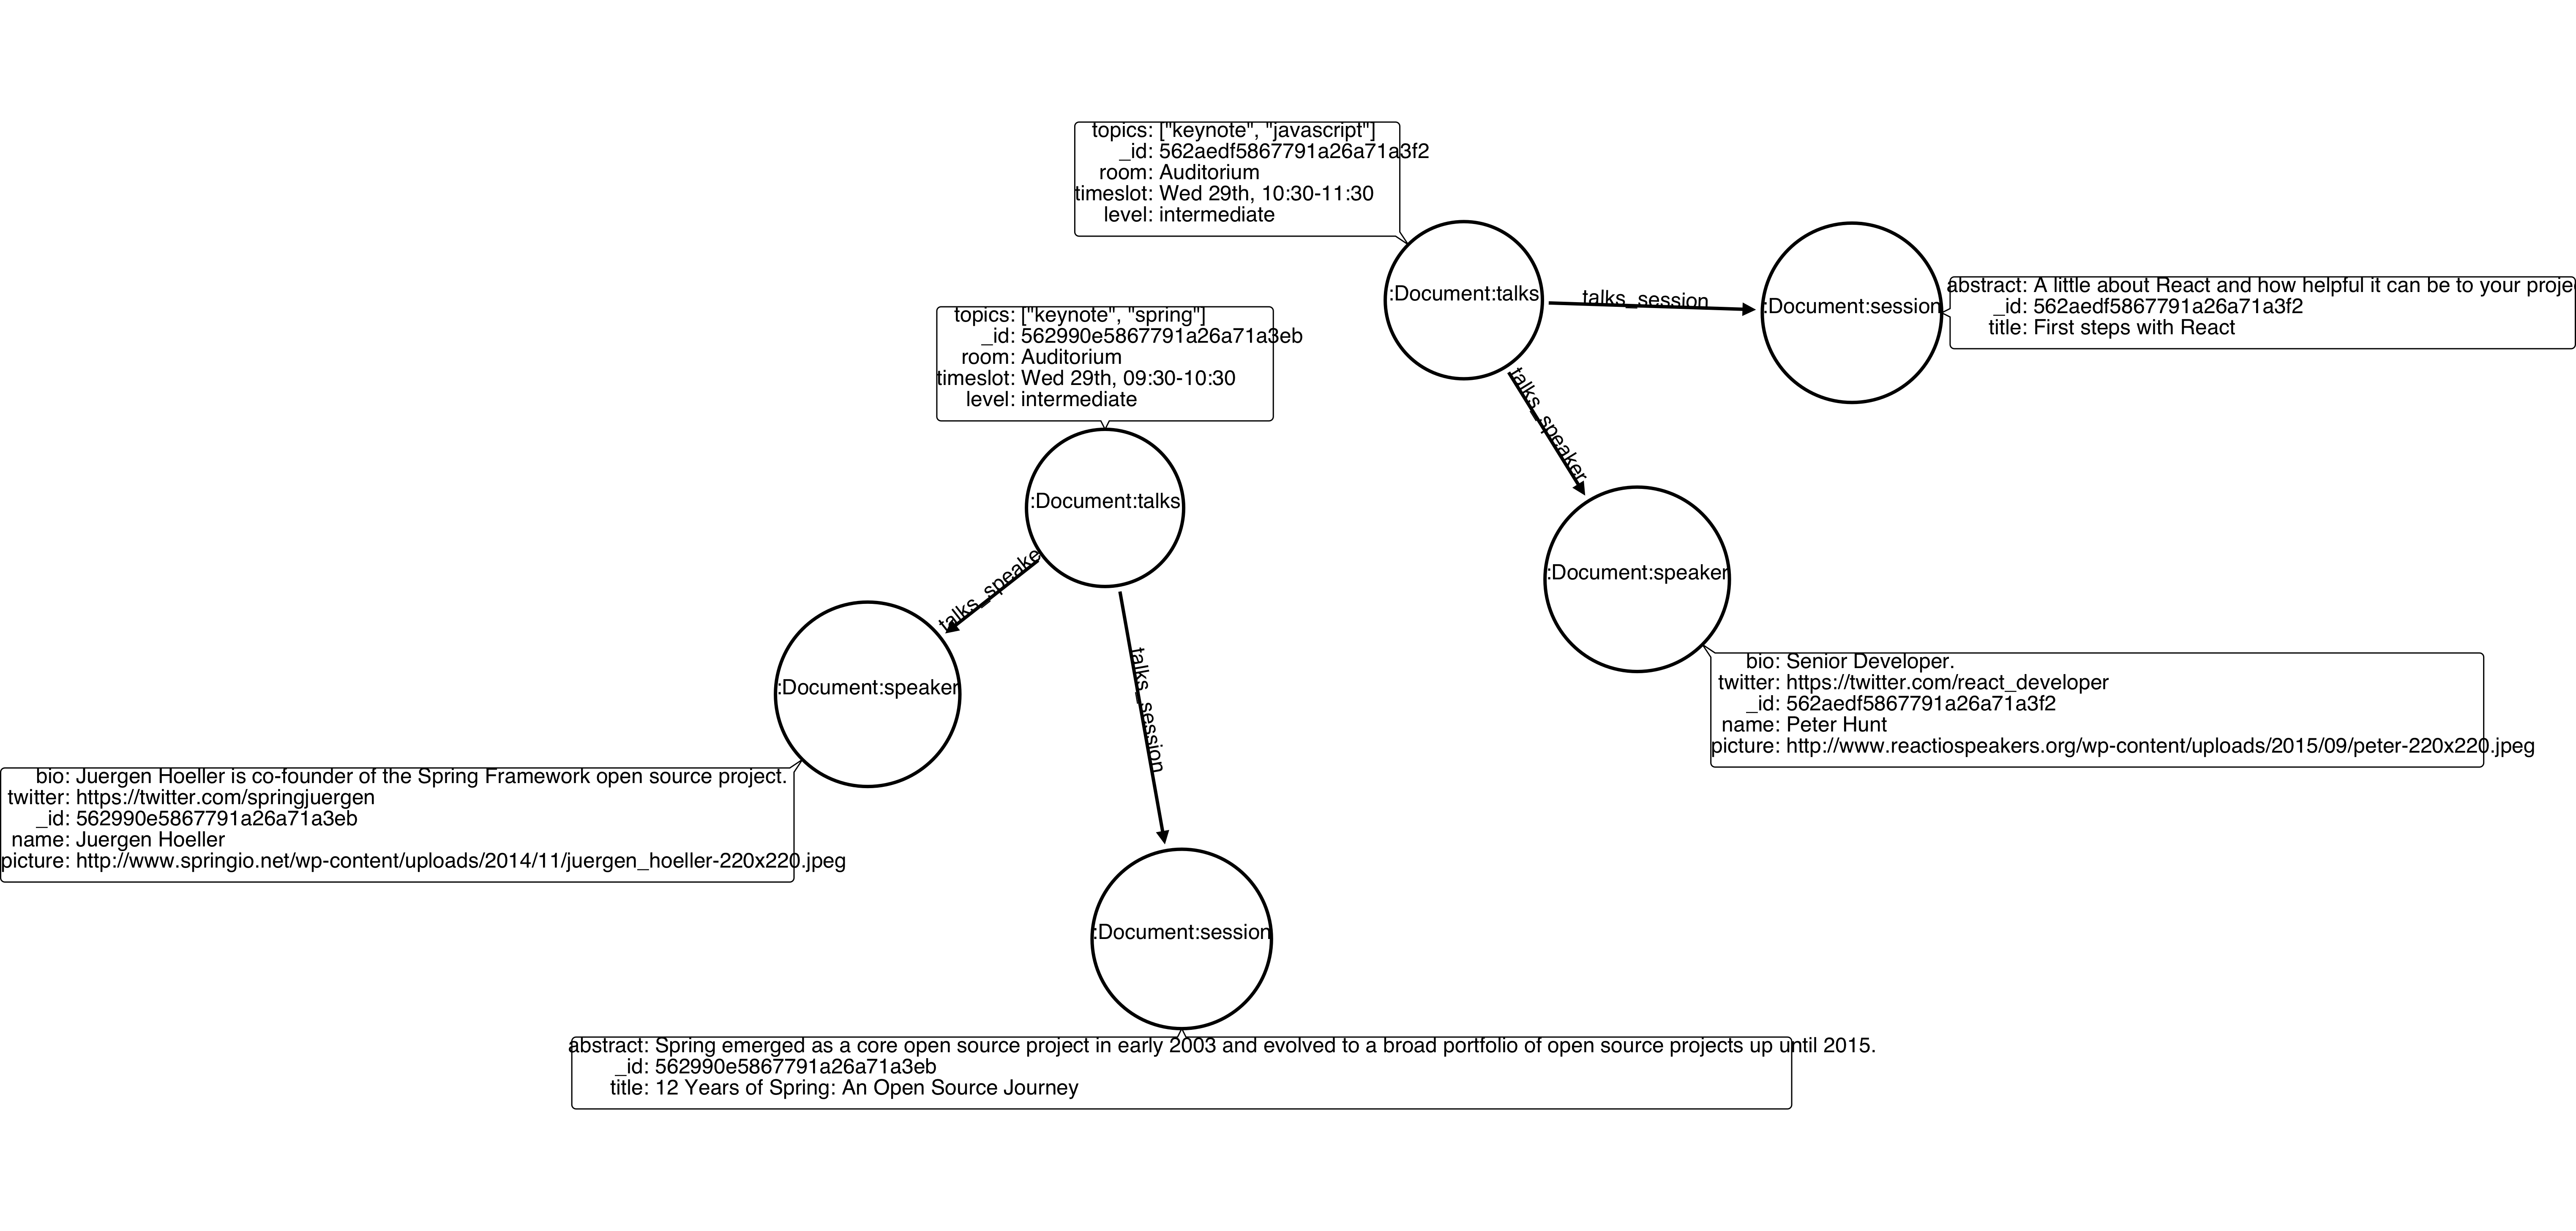 topics: ["keynote", "javascript"]
_id: 562aedf5867791a26a71a3f2
room: Auditorium
timeslot: Wed 29th, 10:30-11:30
level: intermediate
:Document:talks
talks_session
:Document:session
abstract: A little about React and how helpful it can be to your proje
_id: 562aedf5867791a26a71a3f2
title: First steps with React
talks_speaker
:Document:speaker
bio: Senior Developer.
twitter: https://twitter.com/react_developer
_id: 562aedf5867791a26a71a3f2
name: Peter Hunt
picture: http://www.reactiospeakers.org/wp-content/uploads/2015/09/peter-220x220.jpeg
topics: ["keynote", "spring"]
_id: 562990e5867791a26a71a3eb
room: Auditorium
timeslot: Wed 29th, 09:30-10:30
level: intermediate
:Document:talks
talks_speake
:Document:speaker
bio: Juergen Hoeller is co-founder of the Spring Framework open source project.
twitter: https://twitter.com/springjuergen
_id: 562990e5867791a26a71a3eb
name: Juergen Hoeller
picture: http://www.springio.net/wp-content/uploads/2014/11/juergen_hoeller-220x220.jpeg
talks_session
:Document:session
abstract: Spring emerged as a core open source project in early 2003 and evolved to a broad portfolio of open source projects up until 2015.
_id: 562990e5867791a26a71a3eb
title: 12 Years of Spring: An Open Source Journey